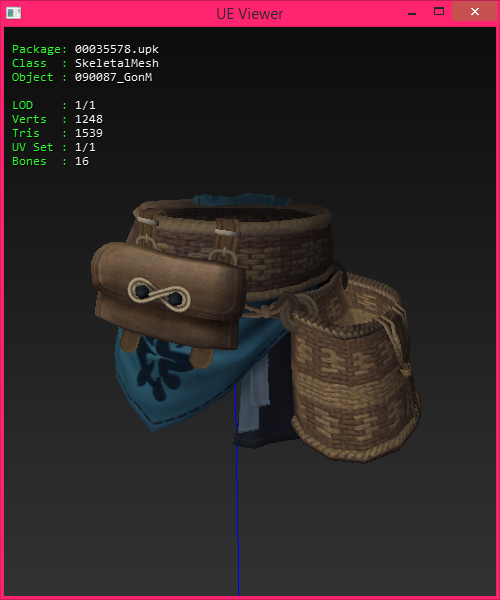 UE Viewer
Package: 00035578.upk
Class : SkeletalMesh
Object : 090087_GonM
LOD : 1/1
Verts : 1248
Tris : 1539
UV Set : 1/1
Bones : 16